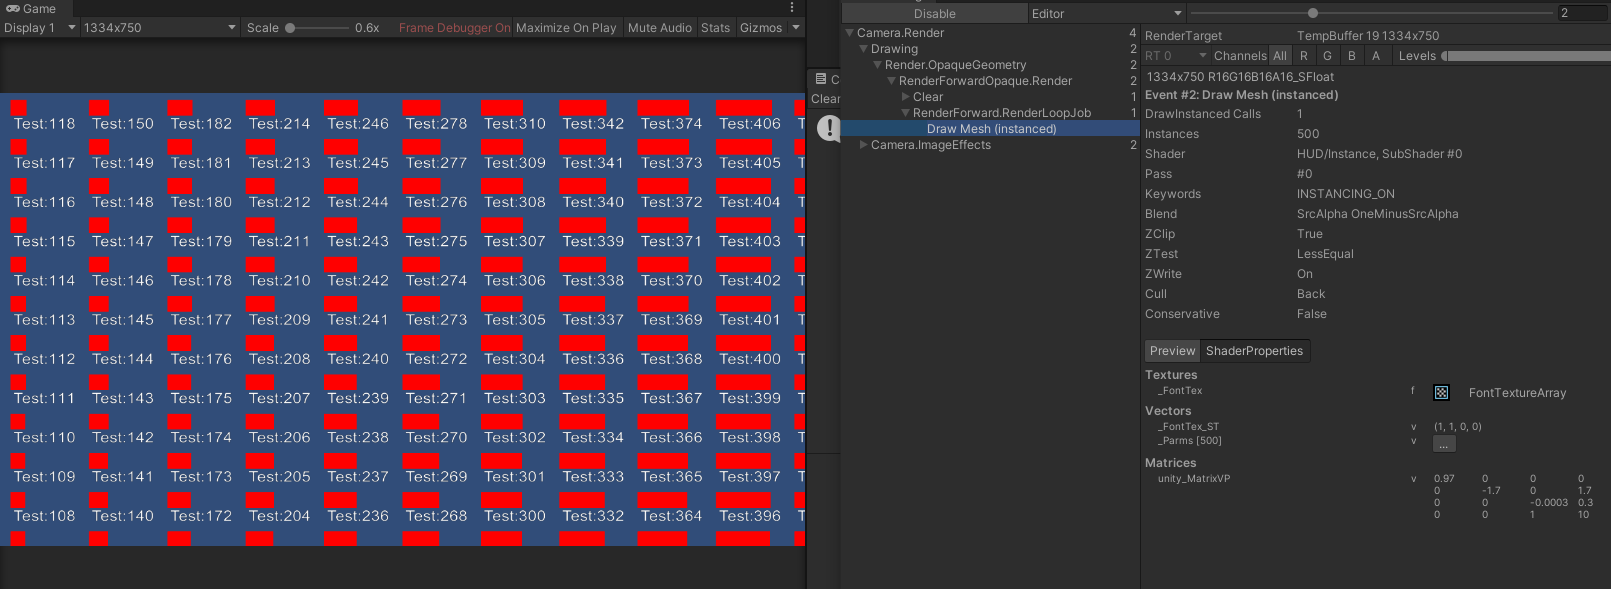 Game
Display 1 1334x750 Scale 0.6x Frame Debugger On Maximize On Play Mute Audio Stats Gizmos
Test:118 Test:150 Test:182 Test:214 Test:246 Test:278 Test:310 Test:342 Test:374 Test:406 T
Test:117 Test:149 Test:181 Test:213 Test:245 Test:277 Test:309 Test:341 Test:373 Test:405 T
Test:116 Test:148 Test:180 Test:212 Test:244 Test:276 Test:308 Test:340 Test:372 Test:404 T
Test:115 Test:147 Test:179 Test:211 Test:243 Test:275 Test:307 Test:339 Test:371 Test:403 T
Test:114 Test:146 Test:178 Test:210 Test:242 Test:274 Test:306 Test:338 Test:370 Test:402 T
Test:113 Test:145 Test:177 Test:209 Test:241 Test:273 Test:305 Test:337 Test:369 Test:401 T
Test:112 Test:144 Test:176 Test:208 Test:240 Test:272 Test:304 Test:336 Test:368 Test:400 T
Test:111 Test:143 Test:175 Test:207 Test:239 Test:271 Test:303 Test:335 Test:367 Test:399 T
Test:110 Test:142 Test:174 Test:206 Test:238 Test:270 Test:302 Test:334 Test:366 Test:398 T
Test:109 Test:141 Test:173 Test:205 Test:237 Test:269 Test:301 Test:333 Test:365 Test:397 T
Test:108 Test:140 Test:172 Test:204 Test:236 Test:268 Test:300 Test:332 Test:364 Test:396 T
C
Clear
Disable Editor 2
Camera.Render 4
Drawing 2
Render.OpaqueGeometry 2
RenderForwardOpaque.Render 2
Clear 1
RenderForward.RenderLoopJob 1
Draw Mesh (instanced)
Camera.ImageEffects 2
RenderTarget TempBuffer 19 1334x750
RT 0 Channels All R G B A Levels
1334x750 R16G16B16A16_SFloat
Event #2: Draw Mesh (instanced)
DrawInstanced Calls 1
Instances 500
Shader HUD/Instance, SubShader #0
Pass #0
Keywords INSTANCING_ON
Blend SrcAlpha OneMinusSrcAlpha
ZClip True
ZTest LessEqual
ZWrite On
Cull Back
Conservative False
Preview ShaderProperties
Textures
_FontTex f FontTextureArray
Vectors
_FontTex_ST v (1, 1, 0, 0)
_Parms [500] v ...
Matrices
unity_MatrixVP v 0.97 0 0 0
0 -1.7 0 1.7
0 0 -0.0003 0.3
0 0 1 10